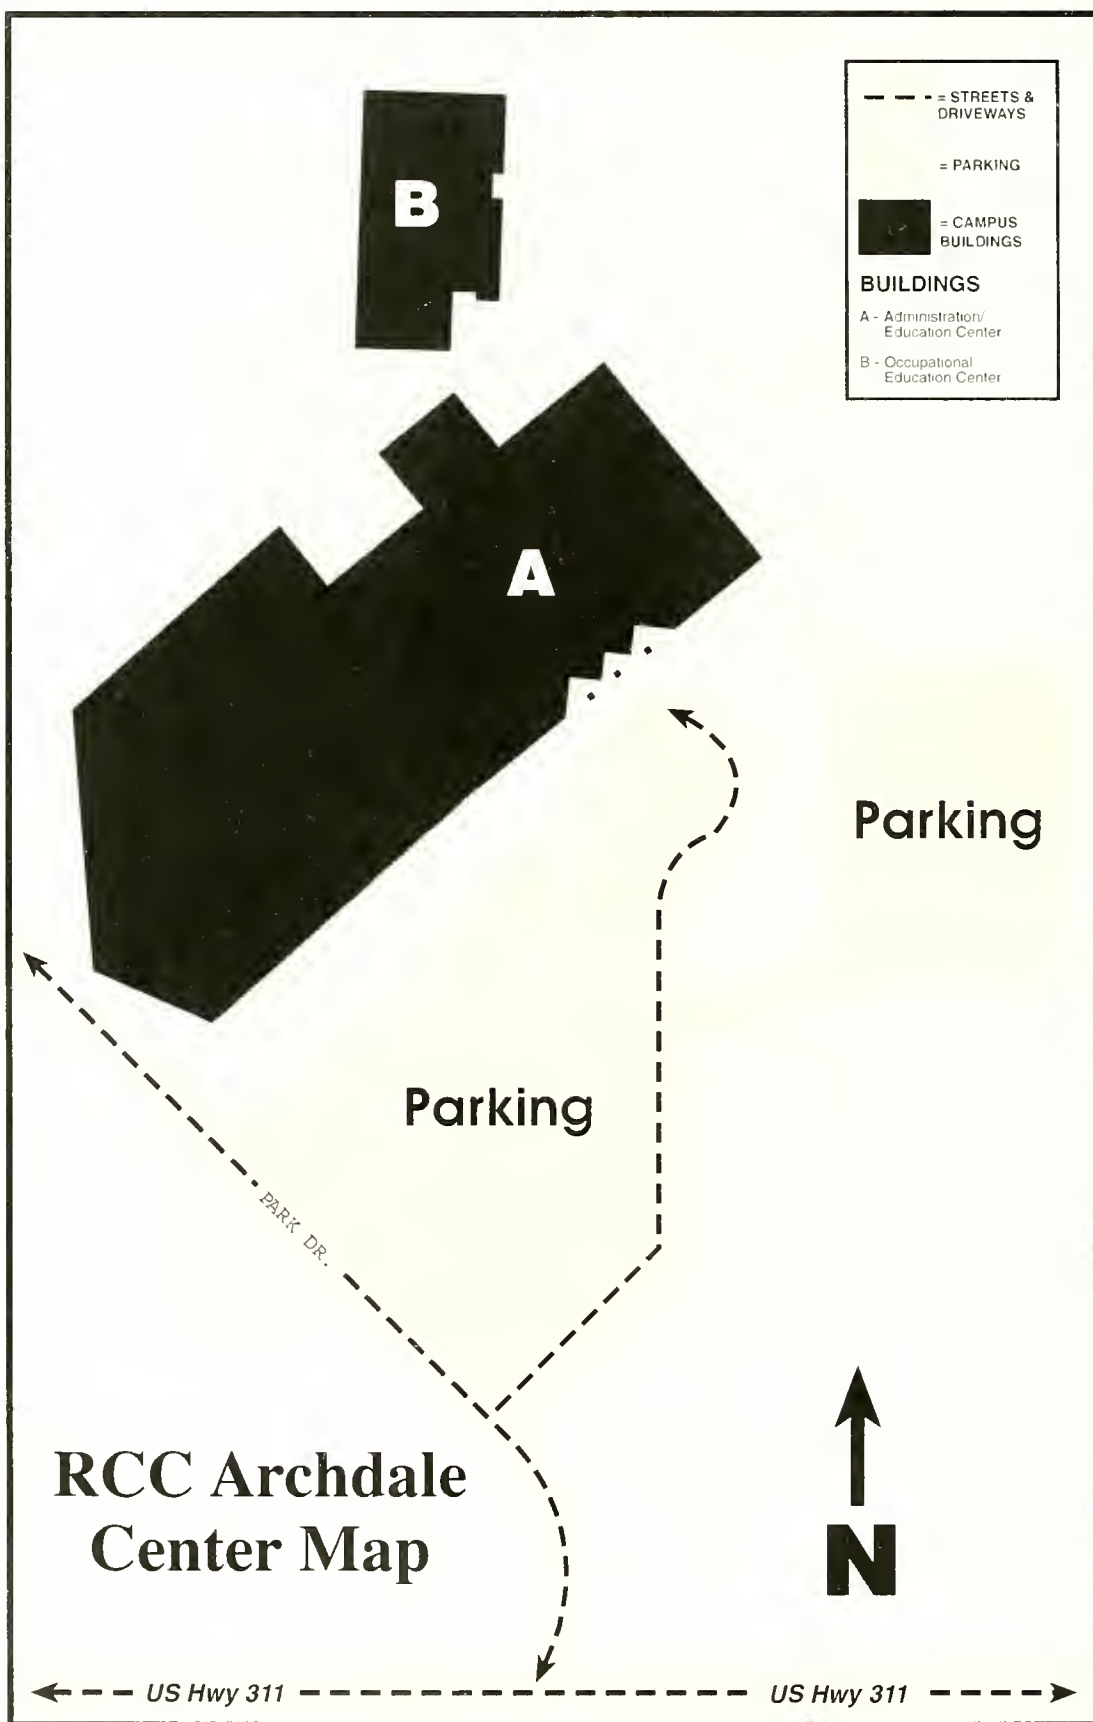 = STREETS &
DRIVEWAYS
= PARKING
= CAMPUS
BUILDINGS
BUILDINGS
A - Administration/
Education Center
B - Occupational
Education Center
B
A
Parking
Parking
PARK DR.
RCC Archdale
Center Map
N
US Hwy 311 US Hwy 311